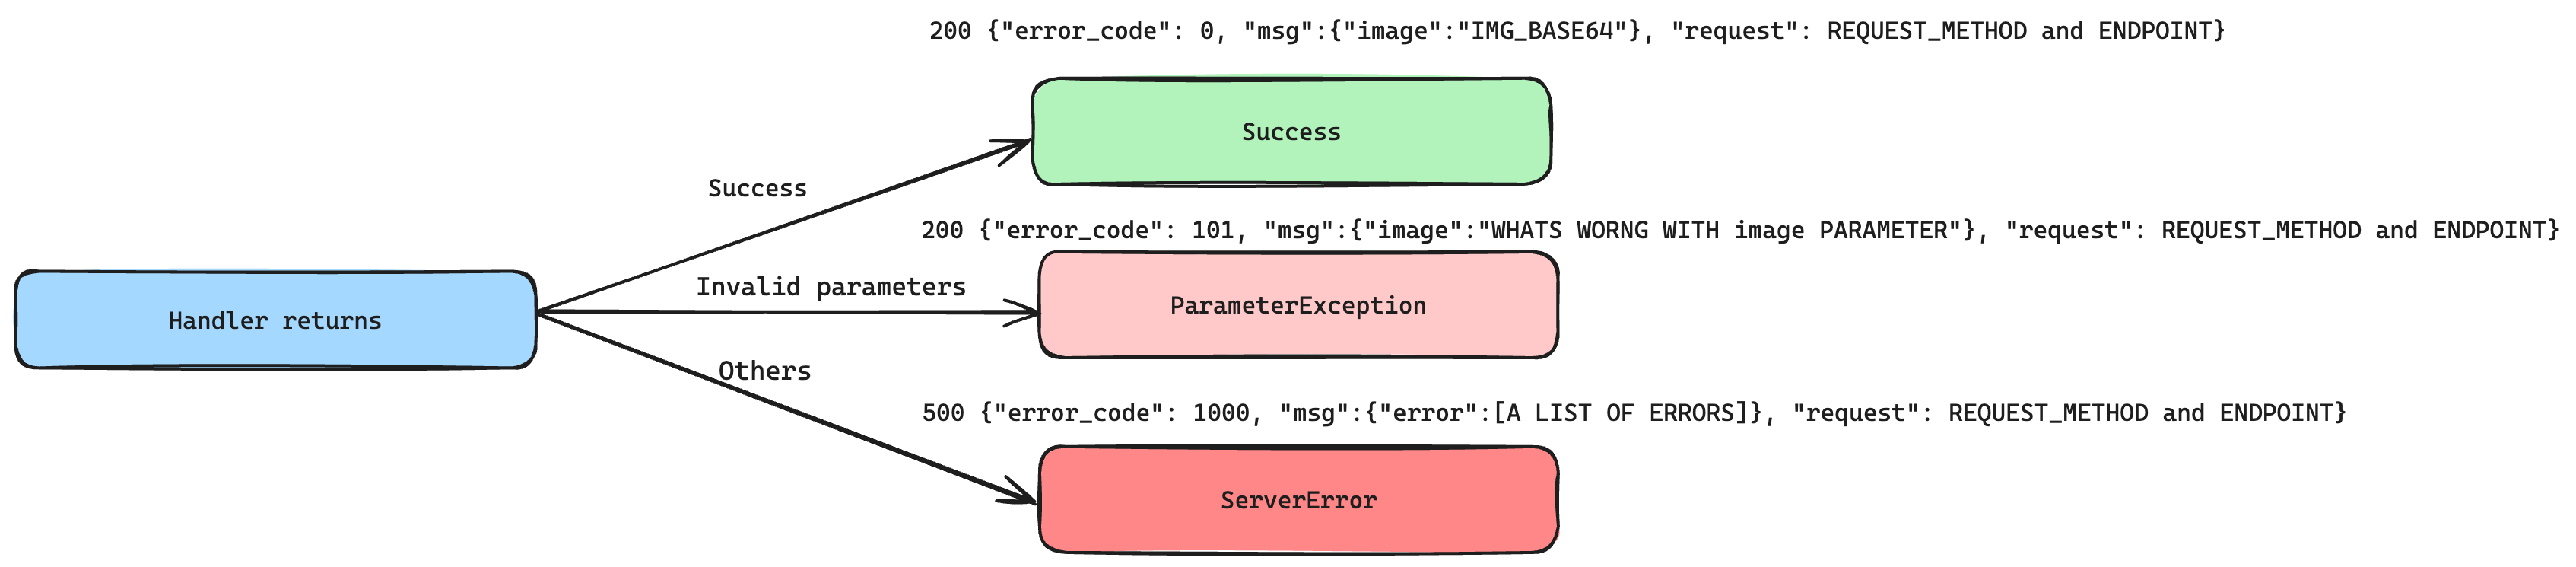 200 {"error_code": 0, "msg":{"image":"IMG_BASE64"}, "request": REQUEST_METHOD and ENDPOINT}
Success
Success
200 {"error_code": 101, "msg":{"image":"WHATS WORNG WITH image PARAMETER"}, "request": REQUEST_METHOD and ENDPOINT}
Invalid parameters
ParameterException
Handler returns
Others
500 {"error_code": 1000, "msg":{"error":[A LIST OF ERRORS]}, "request": REQUEST_METHOD and ENDPOINT}
ServerError